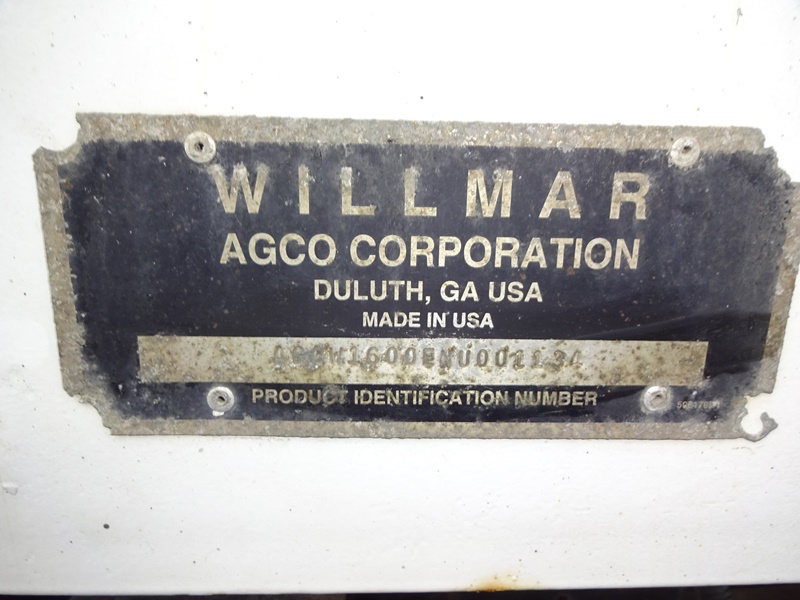 WILLMAR
AGCO CORPORATION
DULUTH, GA USA
MADE IN USA
PRODUCT IDENTIFICATION NUMBER